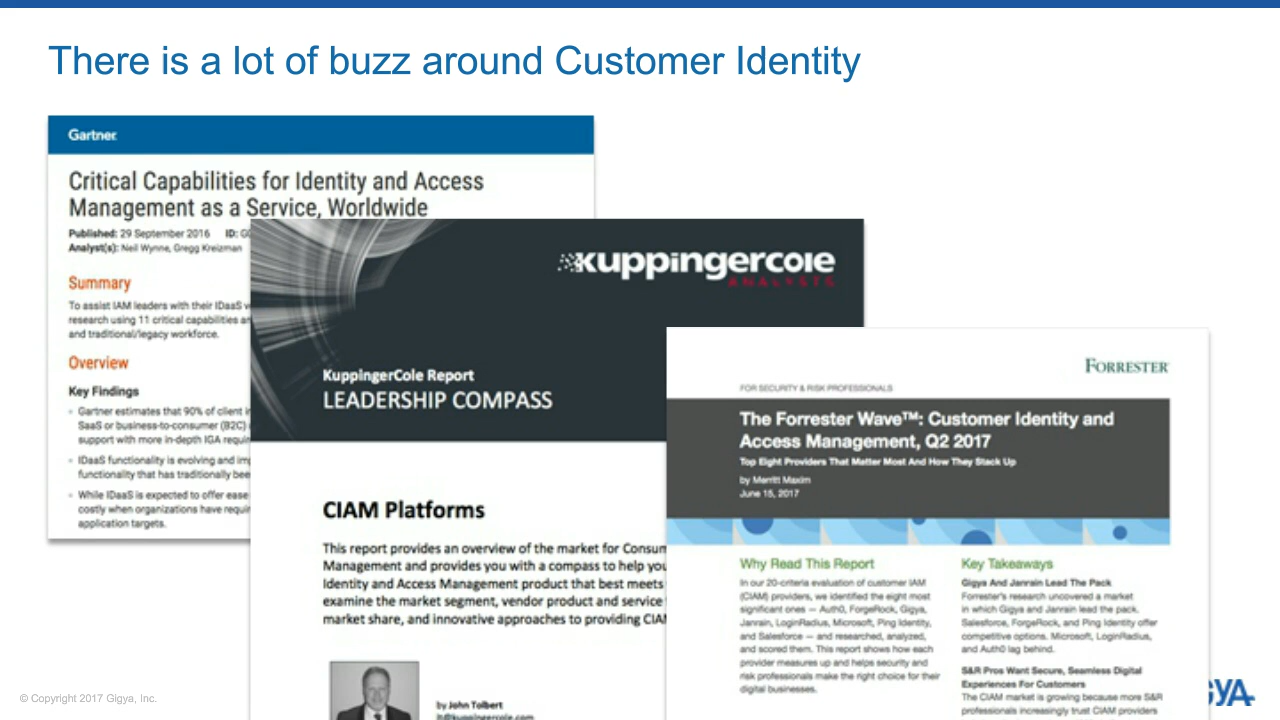 There is a lot of buzz around Customer Identity
Gartner
Critical Capabilities for Identity and Access
Management as a Service, Worldwide
Published: 29 September 2016 ID:
Analyst(s): Neil Wynne, Gregg Kreizman
Summary
To assist IAM leaders with their IDaaS
research using 11 critical capabilities
and traditional/legacy workforce.
Overview
Key Findings
Gartner estimates that 90% of client
SaaS or business-to-consumer (B2C)
support with more in-depth IGA
IDaaS functionality is evolving and
functionality that has traditionally
While IDaaS is expected to offer ease
costly when organizations have
application targets.
kuppingercole
ANALYSTS
KuppingerCole Report
LEADERSHIP COMPASS
CIAM Platforms
This report provides an overview of the market for
Management and provides you with a compass to help
Identity and Access Management product that best meets
examine the market segment, vendor product and service
market share, and innovative approaches to providing
by John Tolbert
FORRESTER
FOR SECURITY & RISK PROFESSIONALS
The Forrester Wave™: Customer Identity and
Access Management, Q2 2017
Top Eight Providers That Matter Most And How They Stack Up
by Merritt Maxim
June 15, 2017
Why Read This Report
In our 20-criteria evaluation of customer IAM
(CIAM) providers, we identified the eight most
significant ones — Auth0, ForgeRock, Gigya,
Janrain, LoginRadius, Microsoft, Ping Identity,
and Salesforce — and researched, analyzed,
and scored them. This report shows how each
provider measures up and helps security and
risk professionals make the right choice for their
digital businesses.
Key Takeaways
Gigya And Janrain Lead The Pack
Forrester's research uncovered a market
in which Gigya and Janrain lead the pack.
Salesforce, ForgeRock, and Ping Identity offer
competitive options. Microsoft, LoginRadius,
and Auth0 lag behind.
S&R Pros Want Secure, Seamless Digital
Experiences For Customers
The CIAM market is growing because more S&R
professionals increasingly trust CIAM providers
© Copyright 2017 Gigya, Inc.